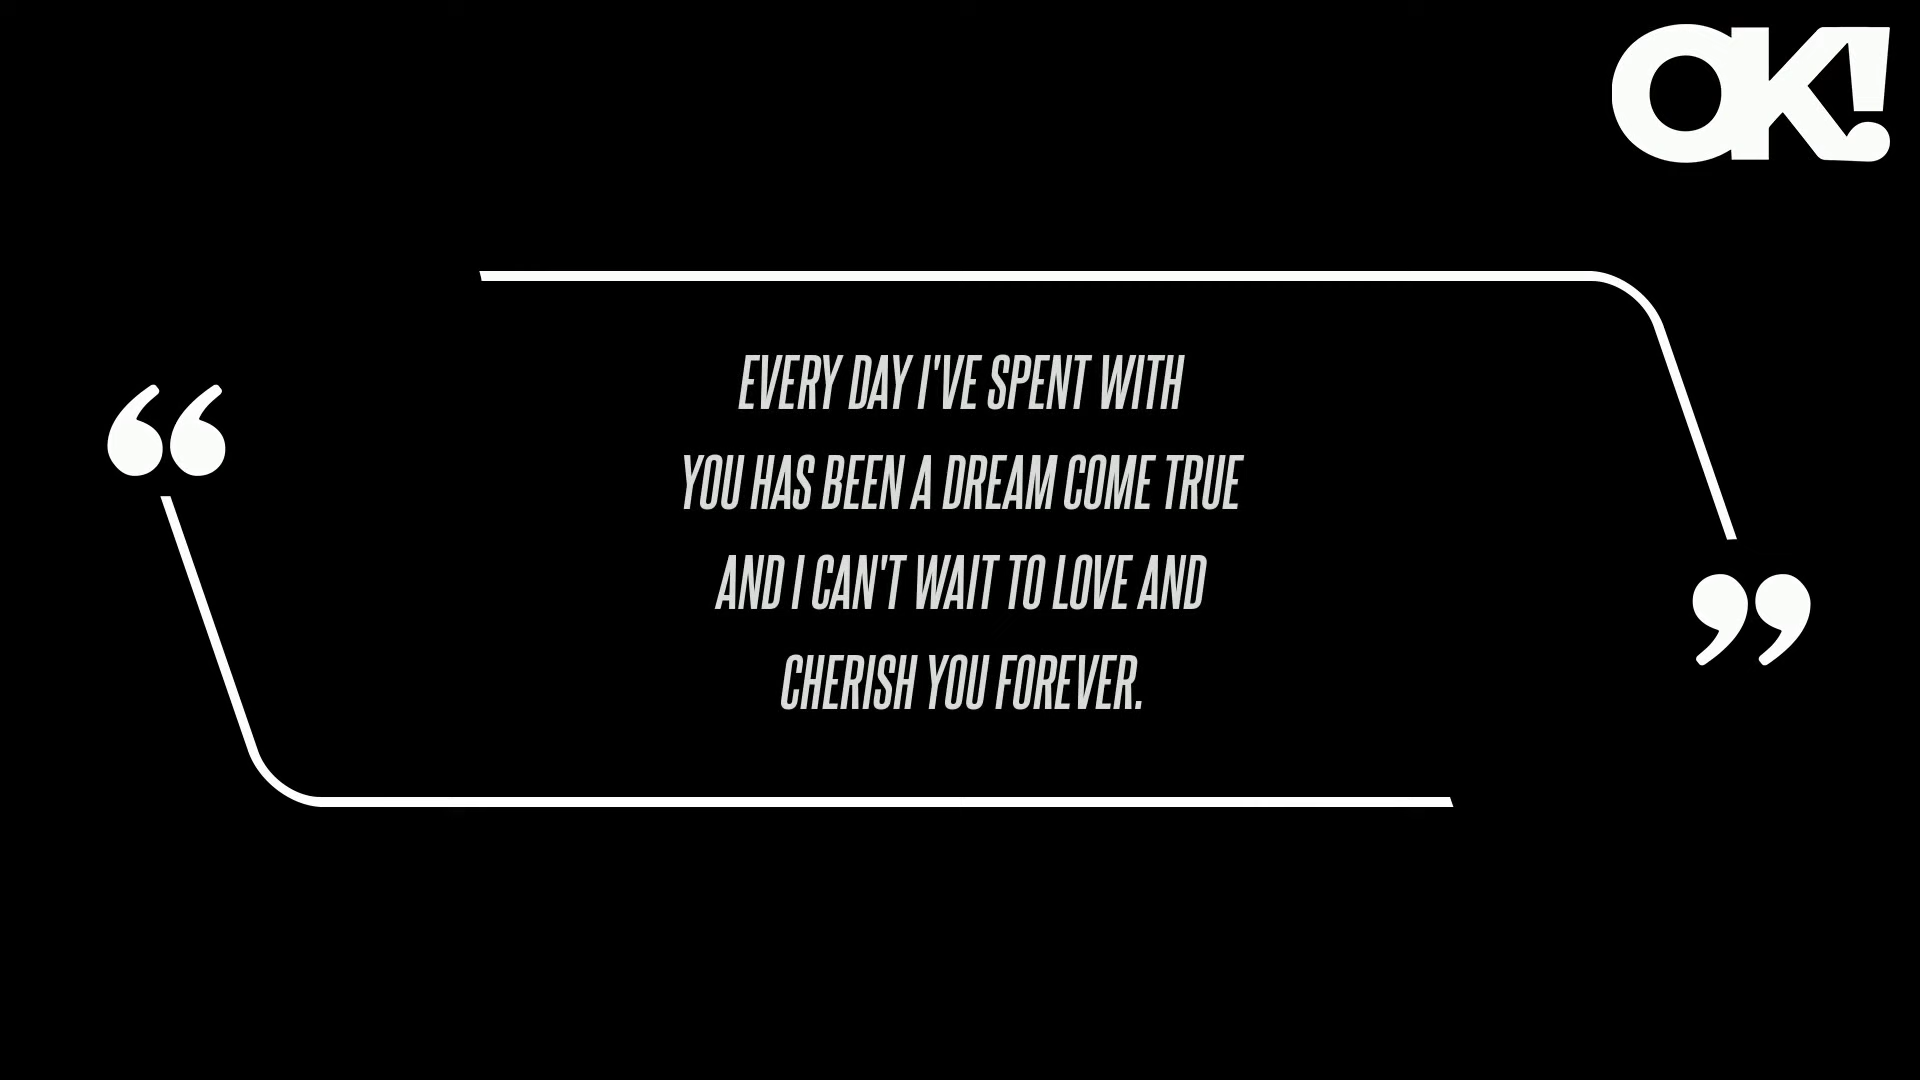 OK!
“
EVERY DAY I'VE SPENT WITH
YOU HAS BEEN A DREAM COME TRUE
AND I CAN'T WAIT TO LOVE AND
CHERISH YOU FOREVER.
”